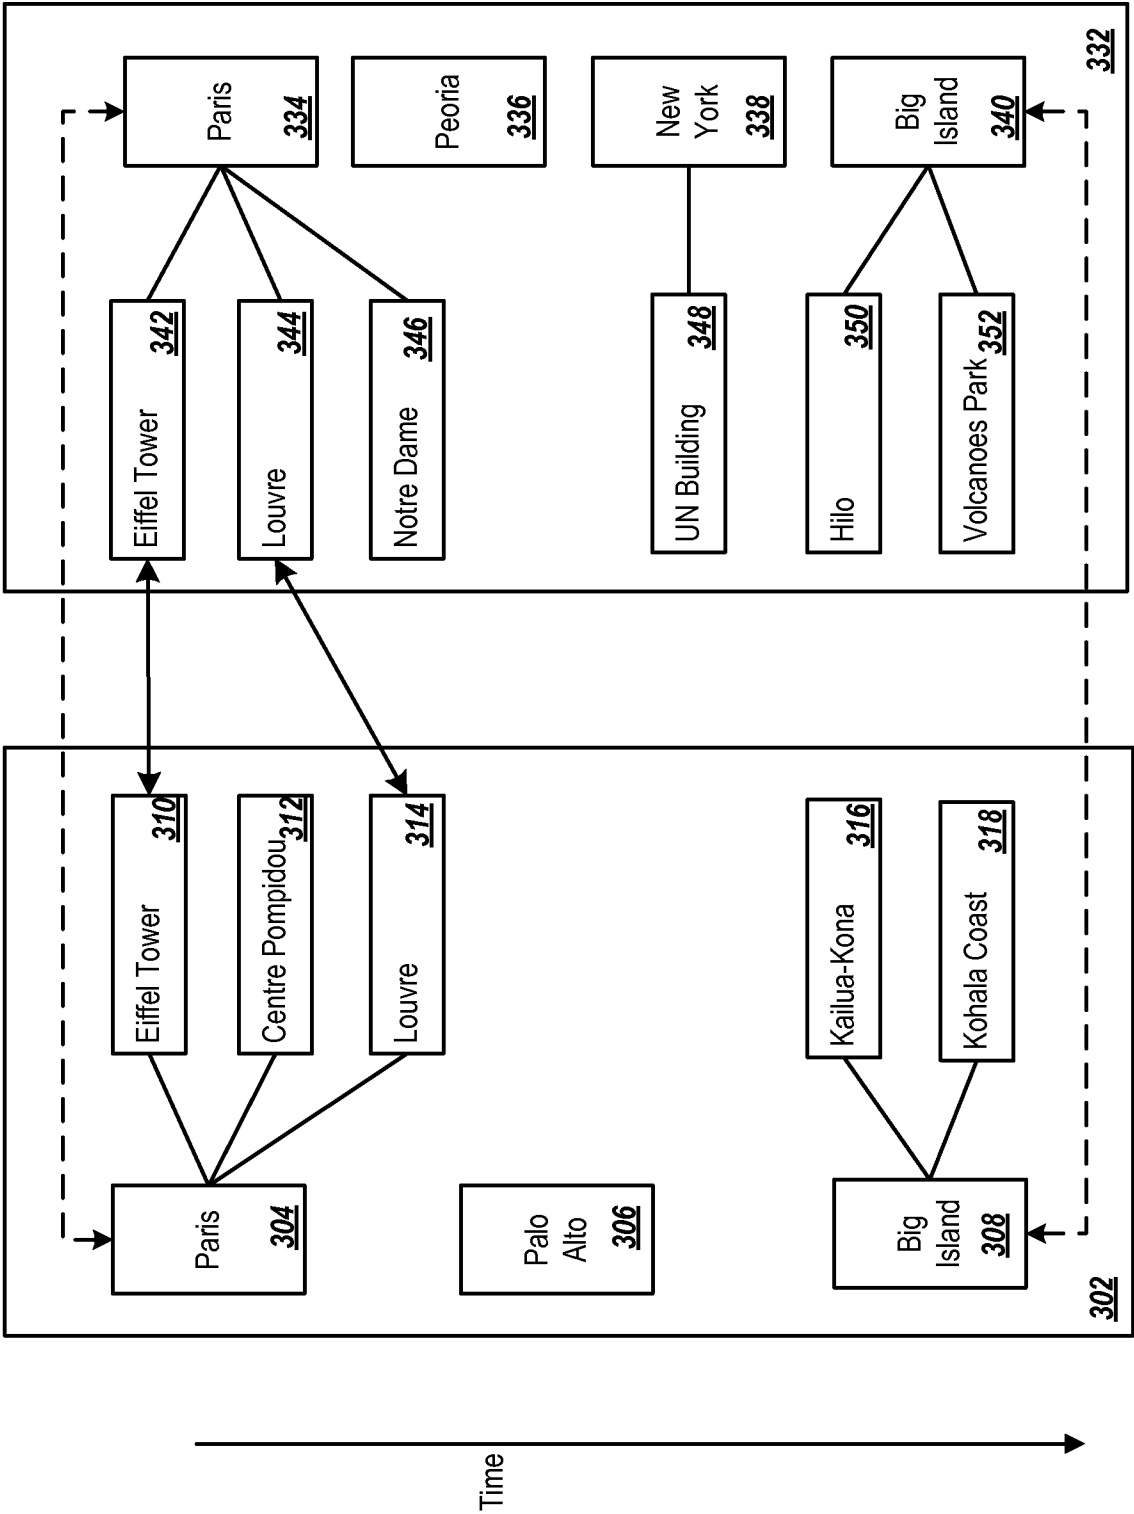 Time
302
Paris
304
Palo
Alto
306
Big
Island
308
Eiffel Tower
310
Centre Pompidou
312
Louvre
314
Kailua-Kona
316
Kohala Coast
318
Eiffel Tower
342
Louvre
344
Notre Dame
346
UN Building
348
Hilo
350
Volcanoes Park
352
Paris
334
Peoria
336
New
York
338
Big
Island
340
332